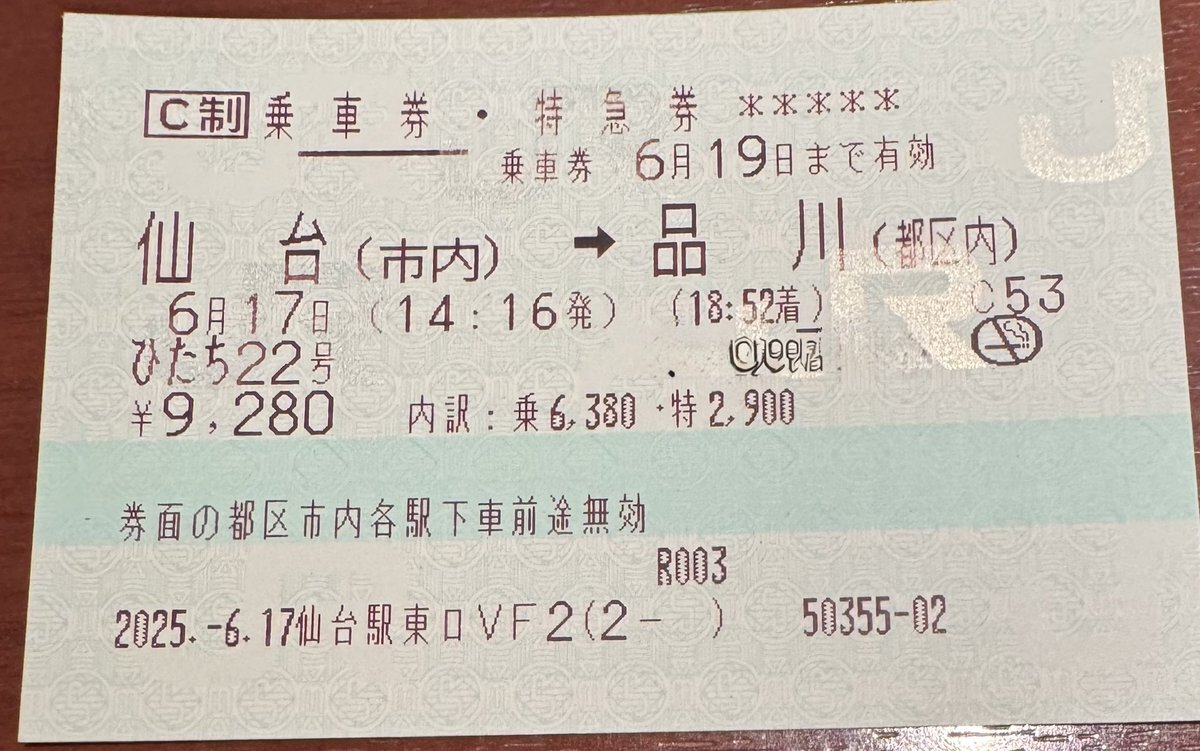 C制 乗車券・特急券 *****
乗車券 6月19日まで有効
仙台(市内) → 品川(都区内)
6月17日 (14:16発) (18:52着) C53
ひたち22号
¥9,280 内訳:乗6,380・特2,900
券面の都区市内各駅下車前途無効
R003
2025.-6.17仙台駅東口VF2(2- ) 50355-02
JR